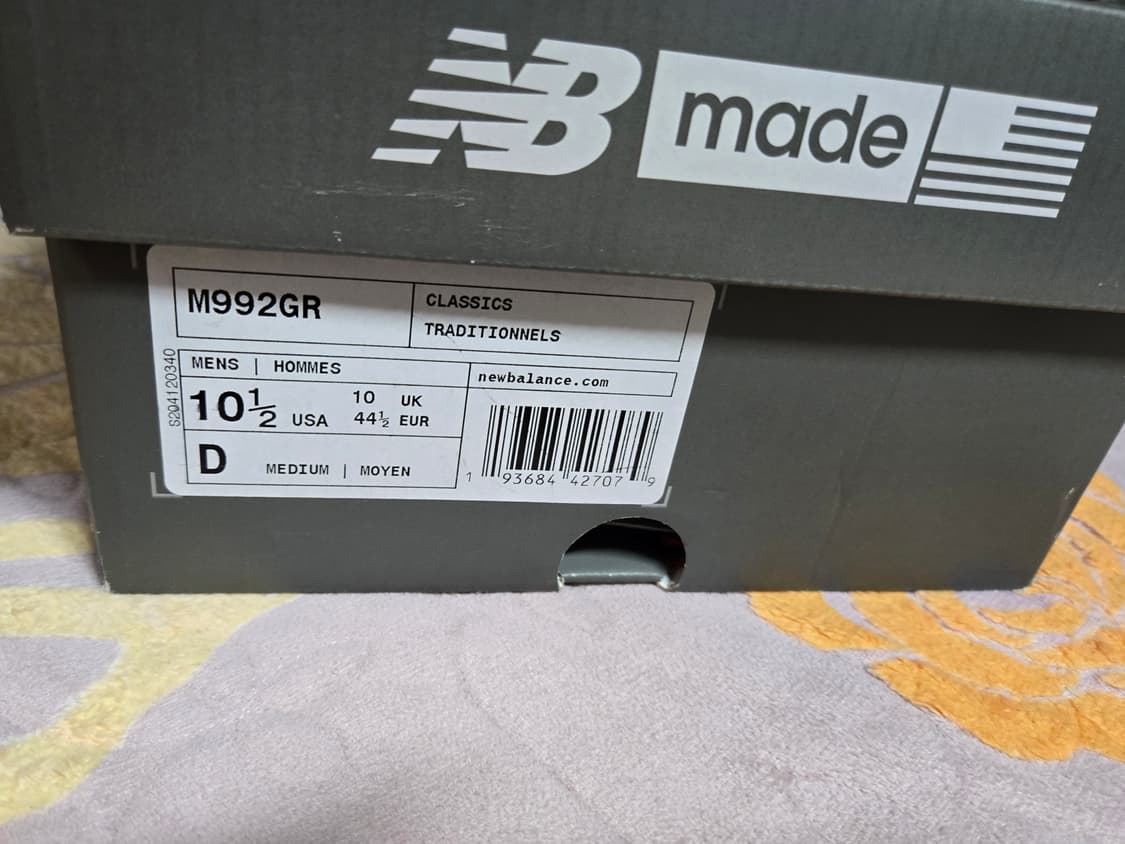 NB made
M992GR
CLASSICS
TRADITIONNELS
MENS | HOMMES
newbalance.com
10½ USA
10 UK
44½ EUR
D
MEDIUM | MOYEN
S204120340
1 93684 42707 9